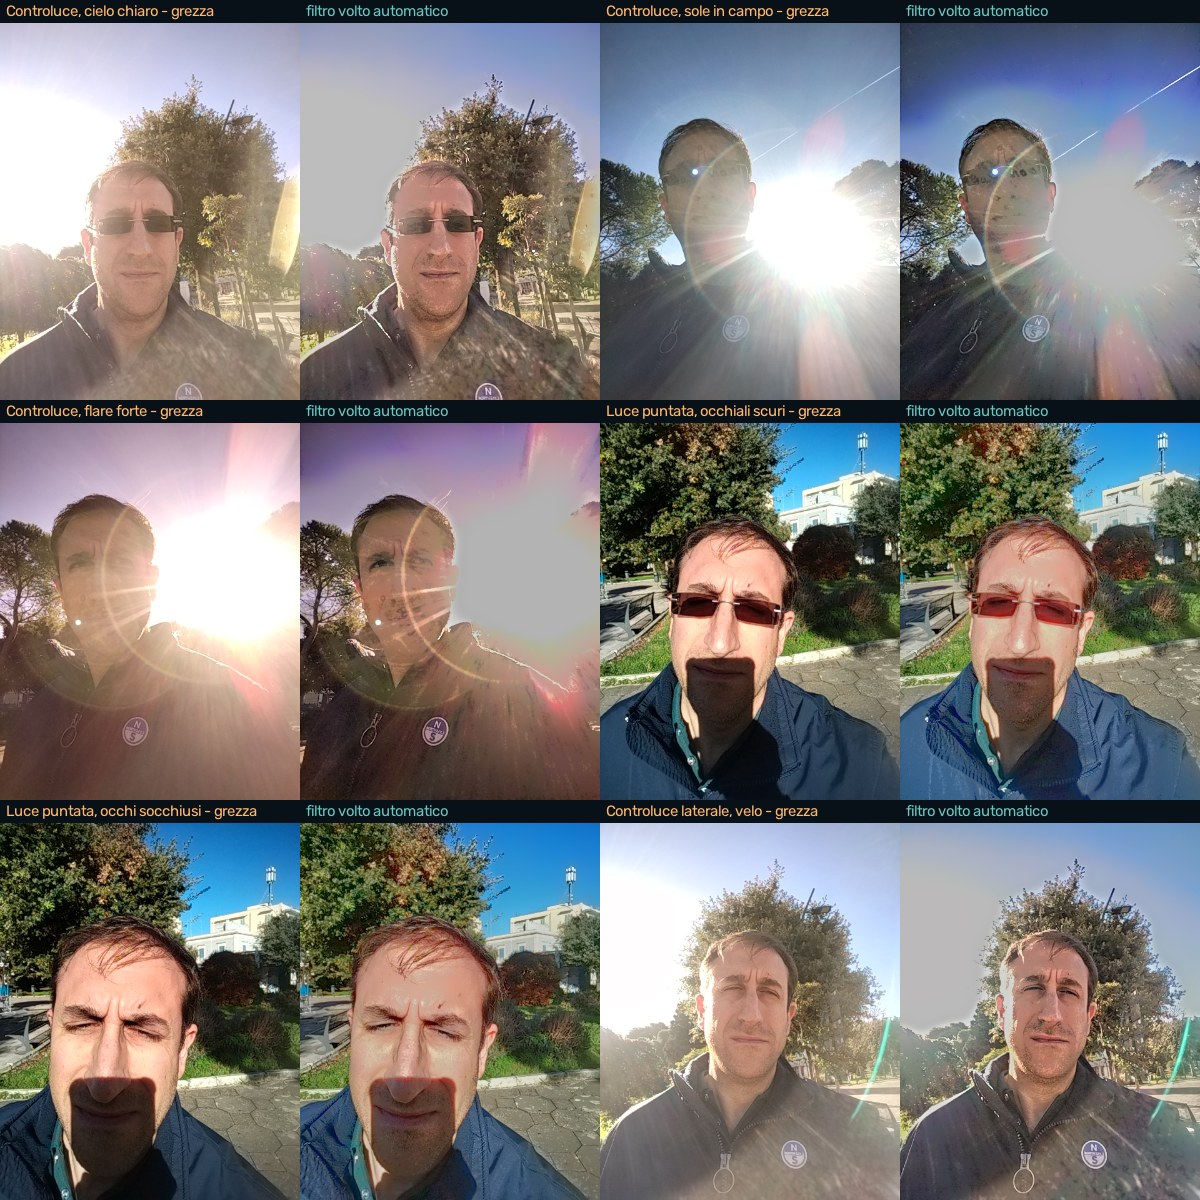 Controluce, cielo chiaro - grezza
filtro volto automatico
Controluce, sole in campo - grezza
filtro volto automatico
N
N
N
S
N
S
Controluce, flare forte - grezza
filtro volto automatico
Luce puntata, occhiali scuri - grezza
filtro volto automatico
N
S
N
S
Luce puntata, occhi socchiusi - grezza
filtro volto automatico
Controluce laterale, velo - grezza
filtro volto automatico
N
S
N
S